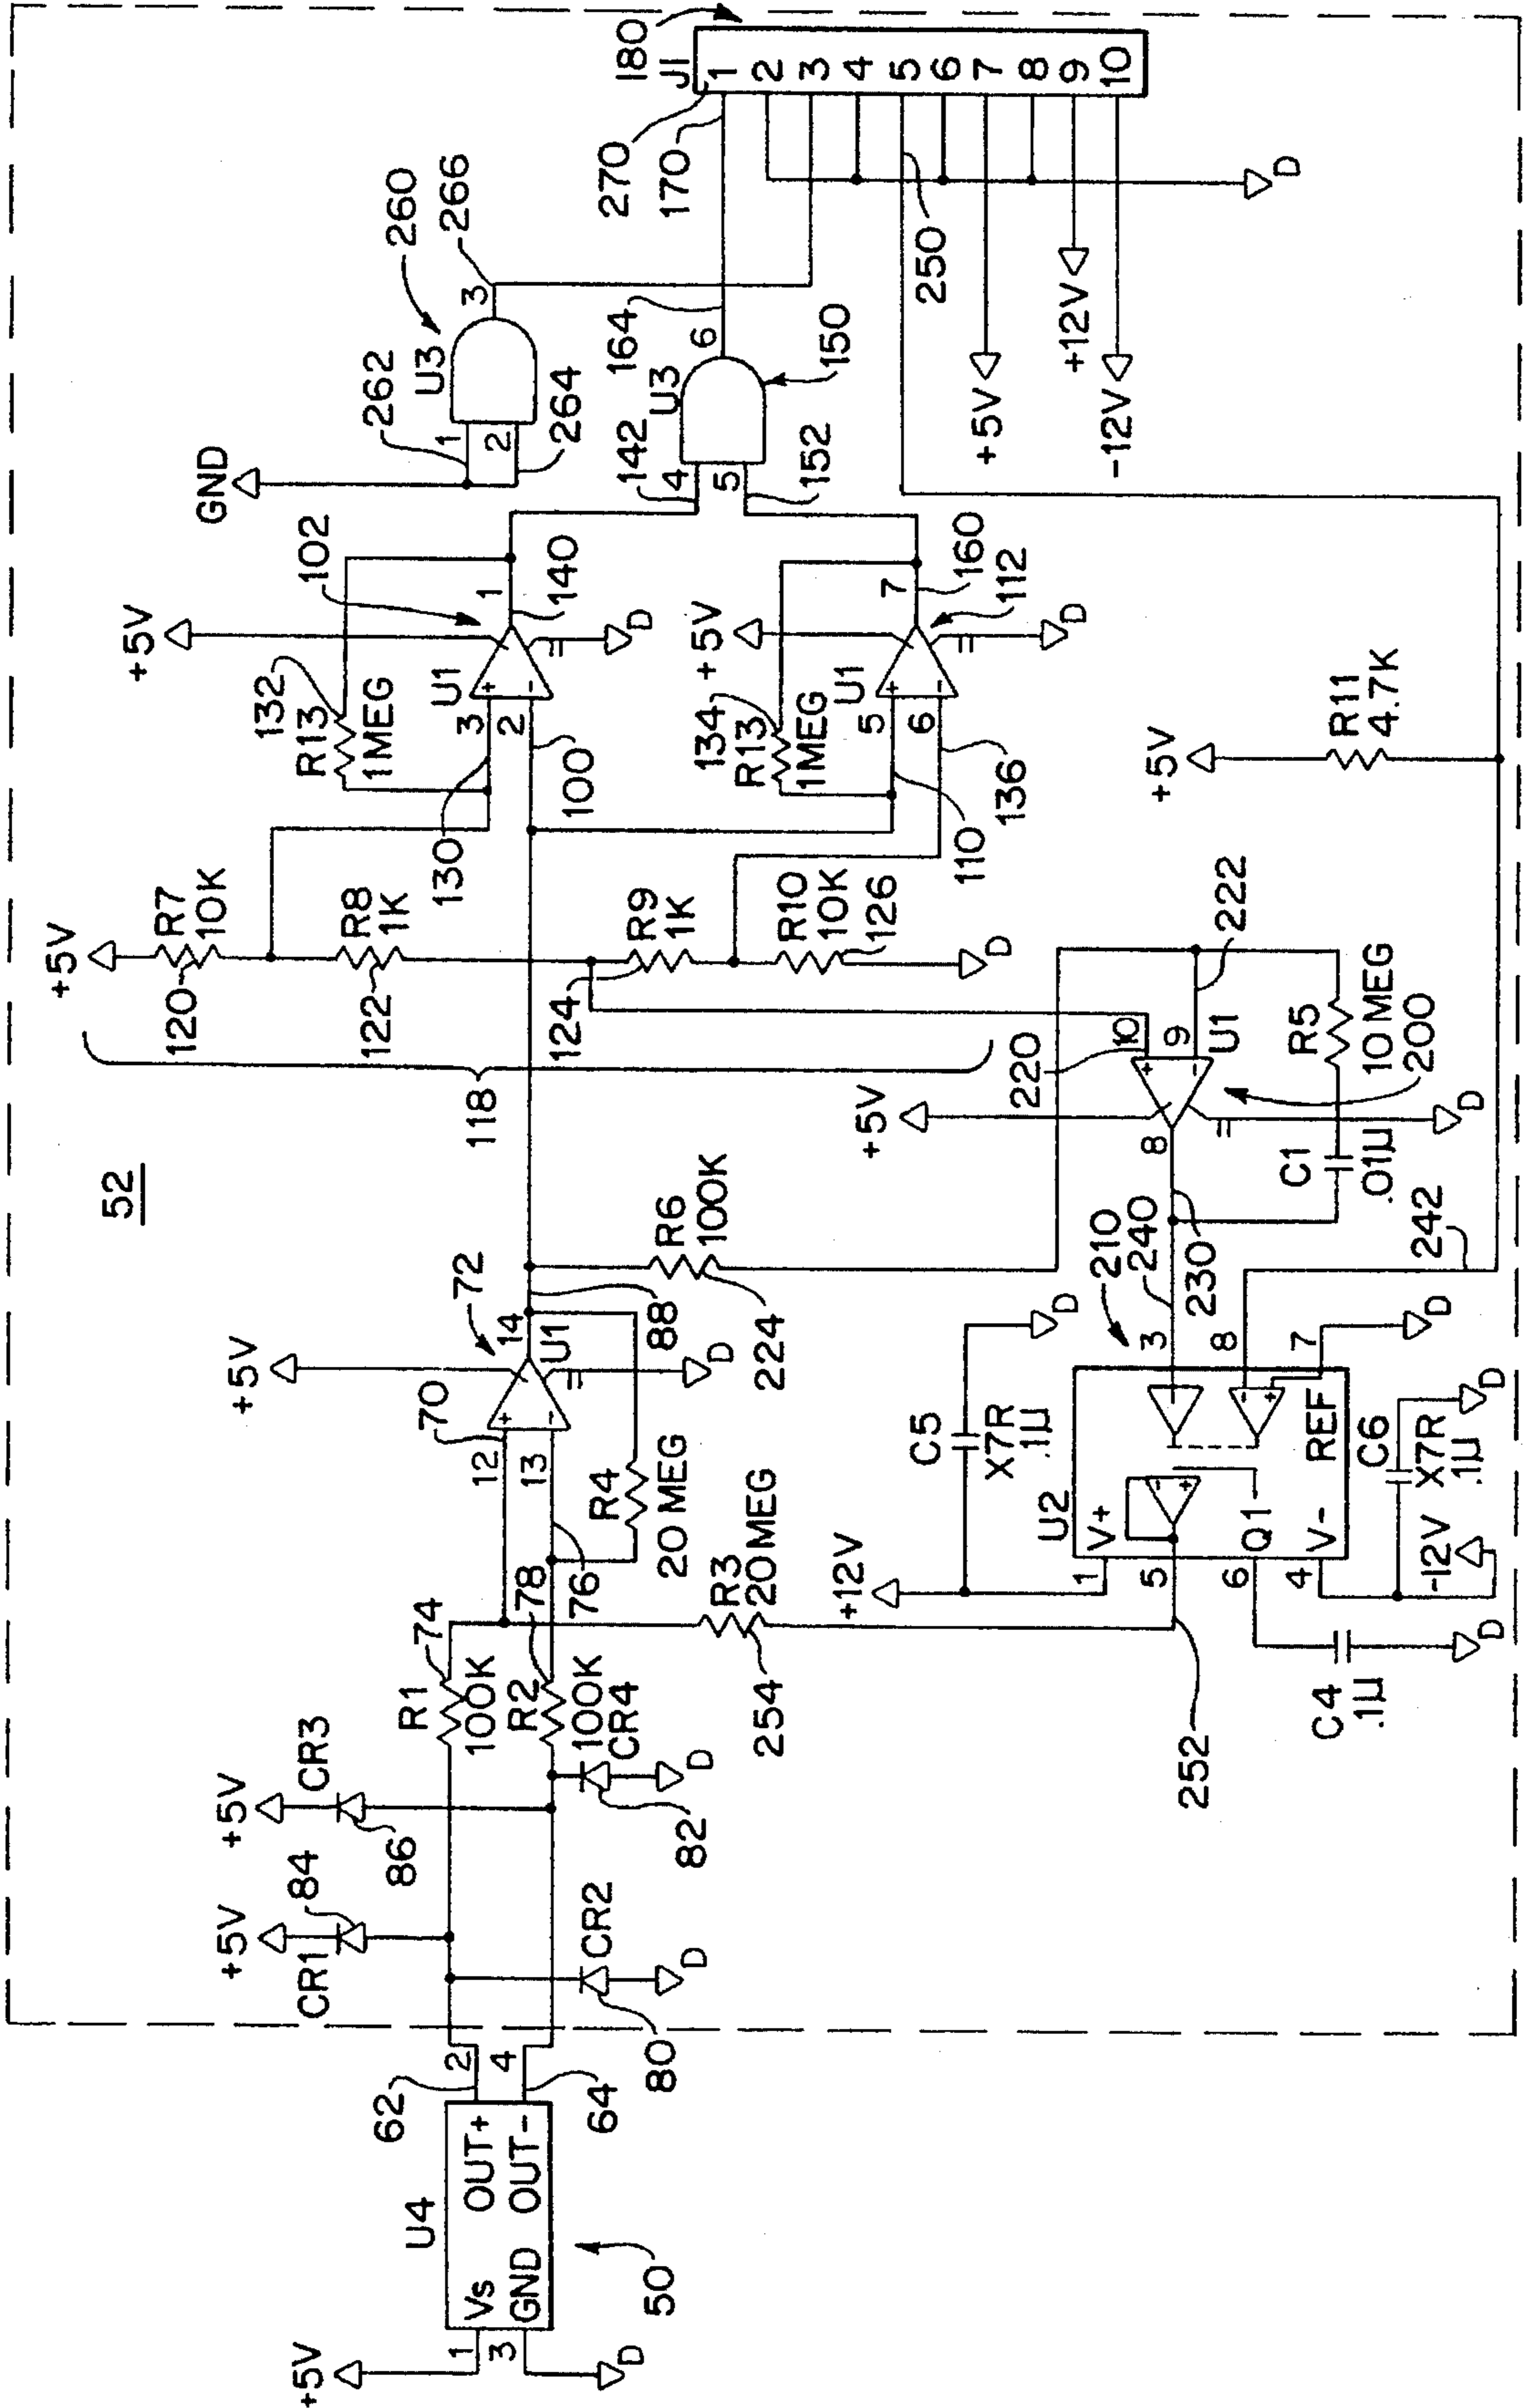 52
+5V
1
3
D
U4
Vs
GND
OUT+
OUT-
50
62
64
2
4
+5V
CR1
84
+5V
CR3
86
CR2
80
D
CR4
82
D
R1
100K
74
R2
100K
78
76
R3
20 MEG
254
R4
20 MEG
12
13
70
+5V
72
14
U1
88
D
R6
100K
224
118
+5V
R7
10K
120
R8
1K
122
R9
1K
124
R10
10K
126
D
130
100
110
136
+5V
R13
1MEG
132
3
2
U1
102
1
140
D
+5V
R13
1MEG
134
5
6
U1
7
160
112
D
GND
262
264
1
2
U3
260
3
266
142
152
4
5
U3
150
6
164
170
270
180
J1
1
2
3
4
5
6
7
8
9
10
250
+5V
+12V
-12V
D
+5V
R11
4.7K
+5V
220
10
9
U1
222
200
8
230
D
R5
10 MEG
C1
.01µ
242
210
240
3
8
7
D
U2
V+
Q1
V-
REF
1
5
6
4
+12V
C5
X7R
.1µ
D
C6
X7R
.1µ
D
-12V
C4
.1µ
D
252